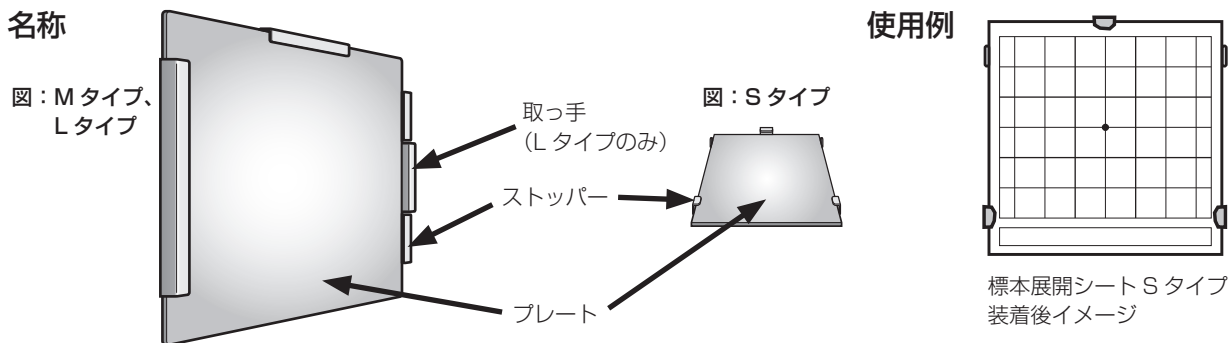 名称
図：M タイプ、
L タイプ
取っ手
（L タイプのみ）
ストッパー
プレート
図：S タイプ
使用例
標本展開シート S タイプ
装着後イメージ